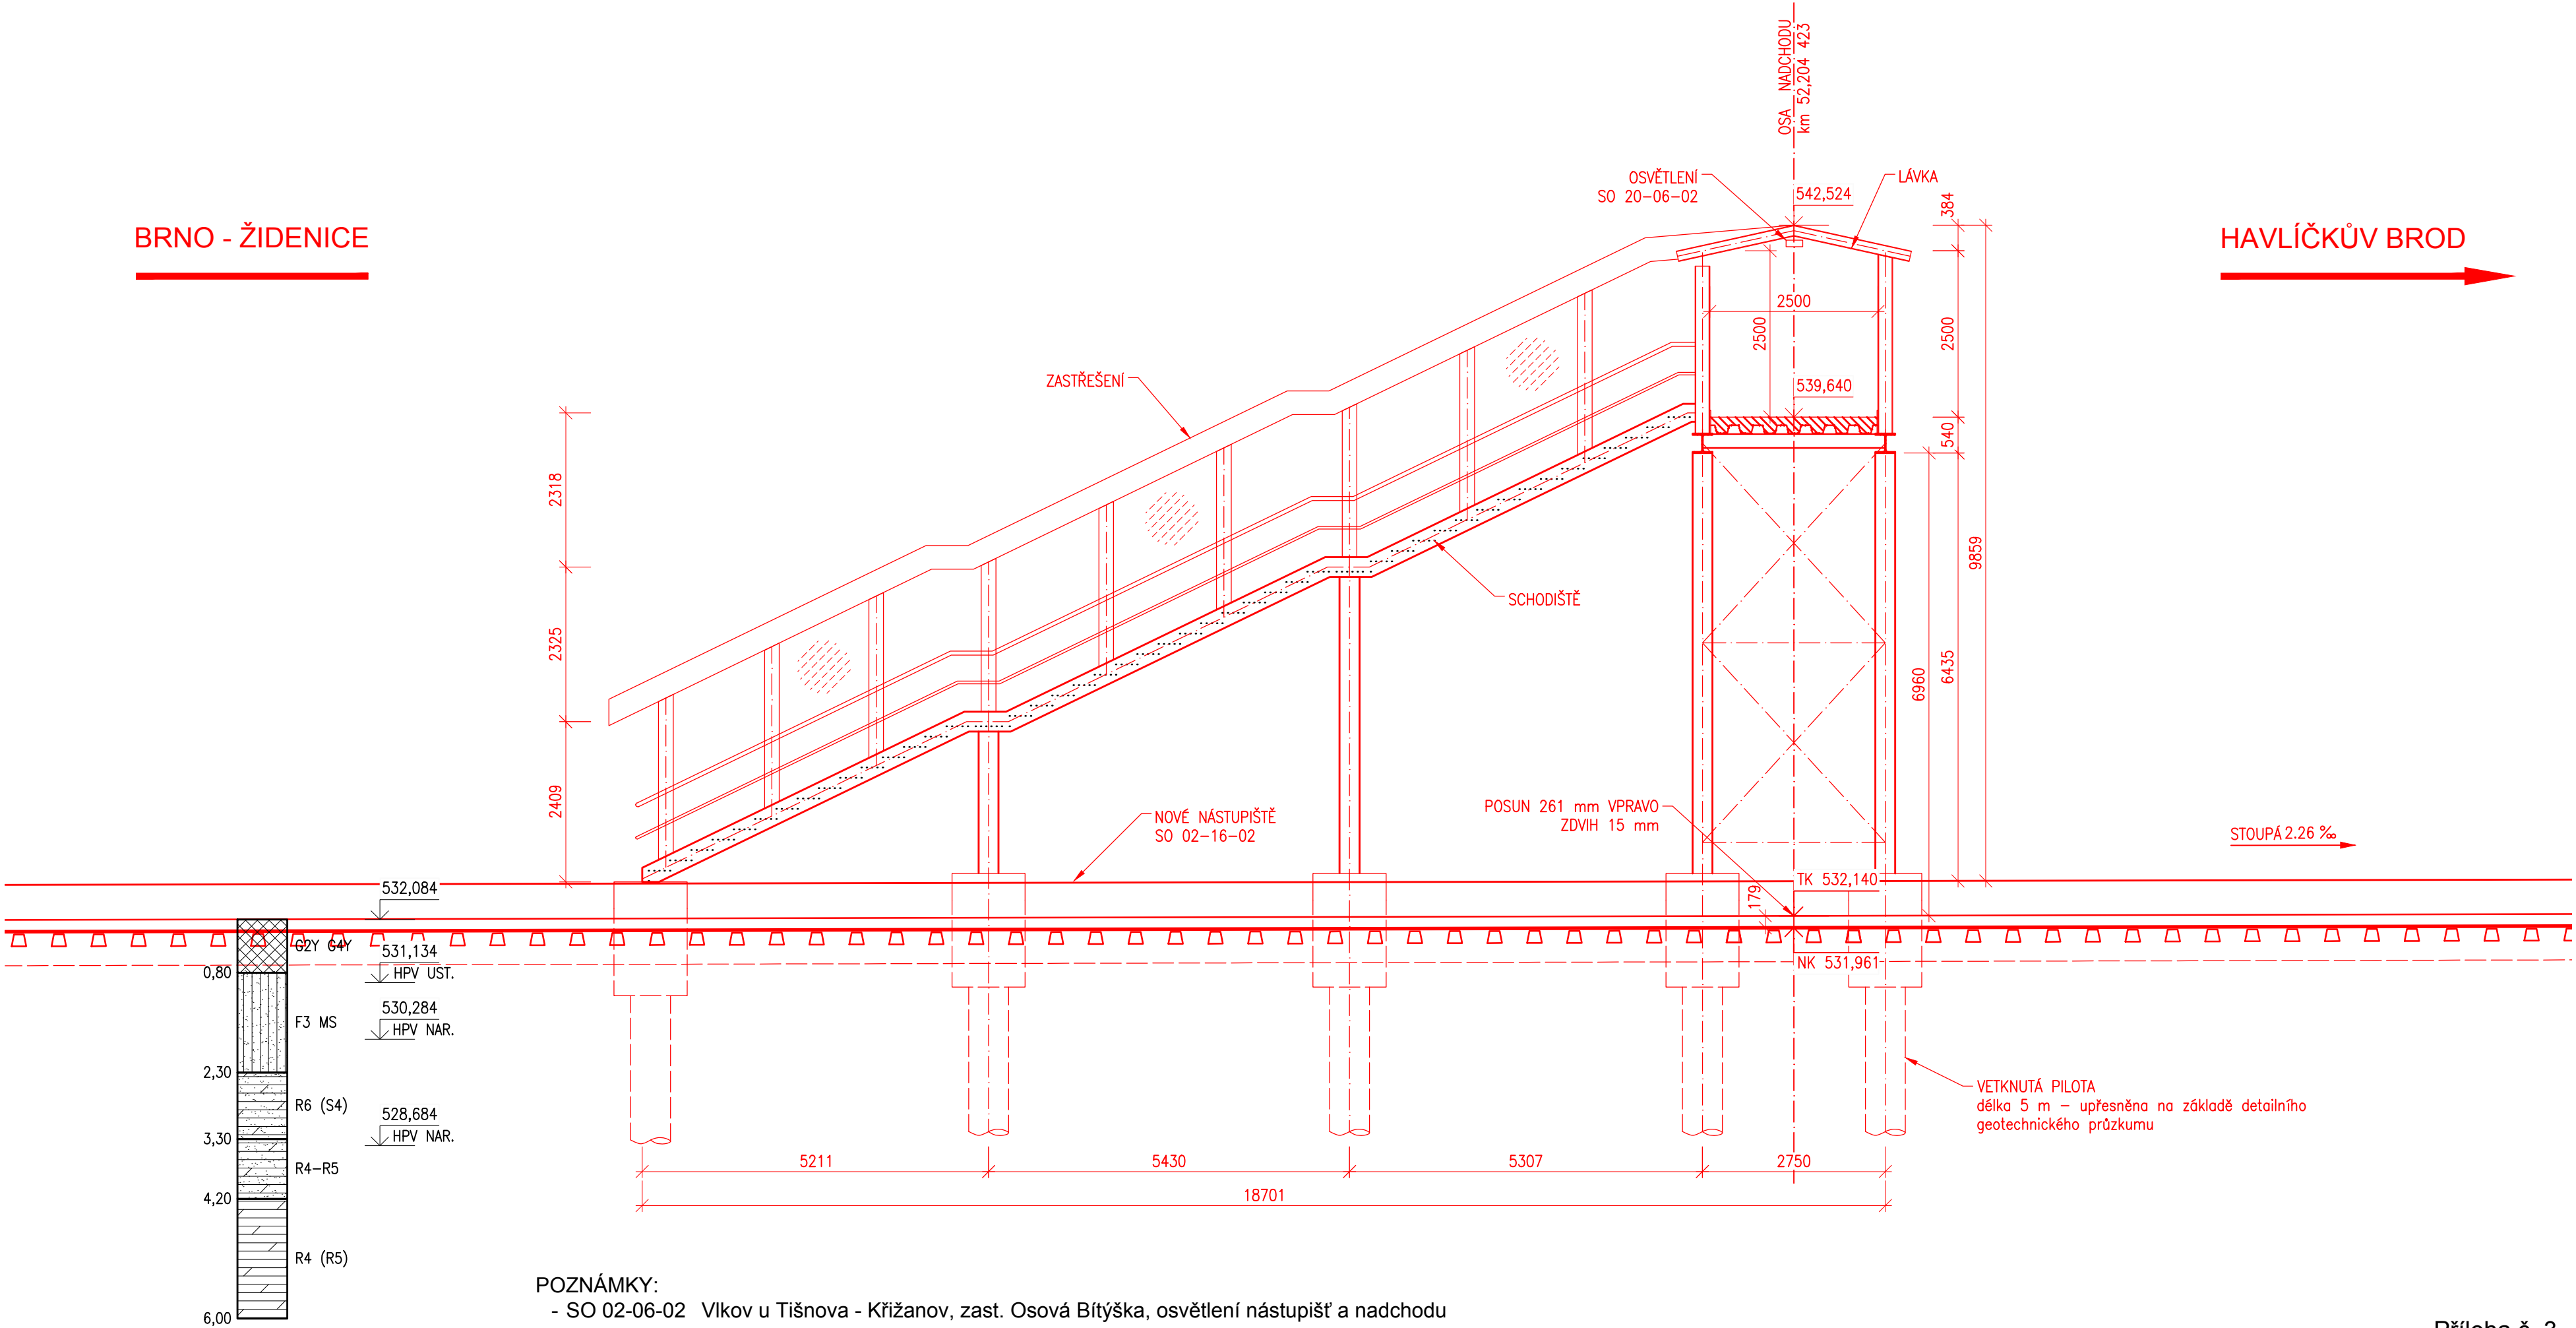 OSA NADCHODU
km 52,204 423
OSVĚTLENÍ
SO 20-06-02
542,524
LÁVKA
384
BRNO - ŽIDENICE
HAVLÍČKŮV BROD
2500
2500
2500
ZASTŘEŠENÍ
539,640
540
2318
9859
SCHODIŠTĚ
2325
6435
6960
2409
NOVÉ NÁSTUPIŠTĚ
SO 02-16-02
POSUN 261 mm VPRAVO
ZDVIH 15 mm
STOUPÁ 2.26 ‰
532,084
TK 532,140
179
G2Y G4Y
531,134
HPV UST.
NK 531,961
0,80
530,284
HPV NAR.
F3 MS
2,30
R6 (S4)
528,684
HPV NAR.
3,30
VETKNUTÁ PILOTA
délka 5 m – upřesněna na základě detailního
geotechnického průzkumu
R4-R5
5211
5430
5307
2750
4,20
18701
R4 (R5)
6,00
POZNÁMKY:
- SO 02-06-02 Vlkov u Tišnova - Křižanov, zast. Osová Bítýška, osvětlení nástupišť a nadchodu
Příloha č. 3